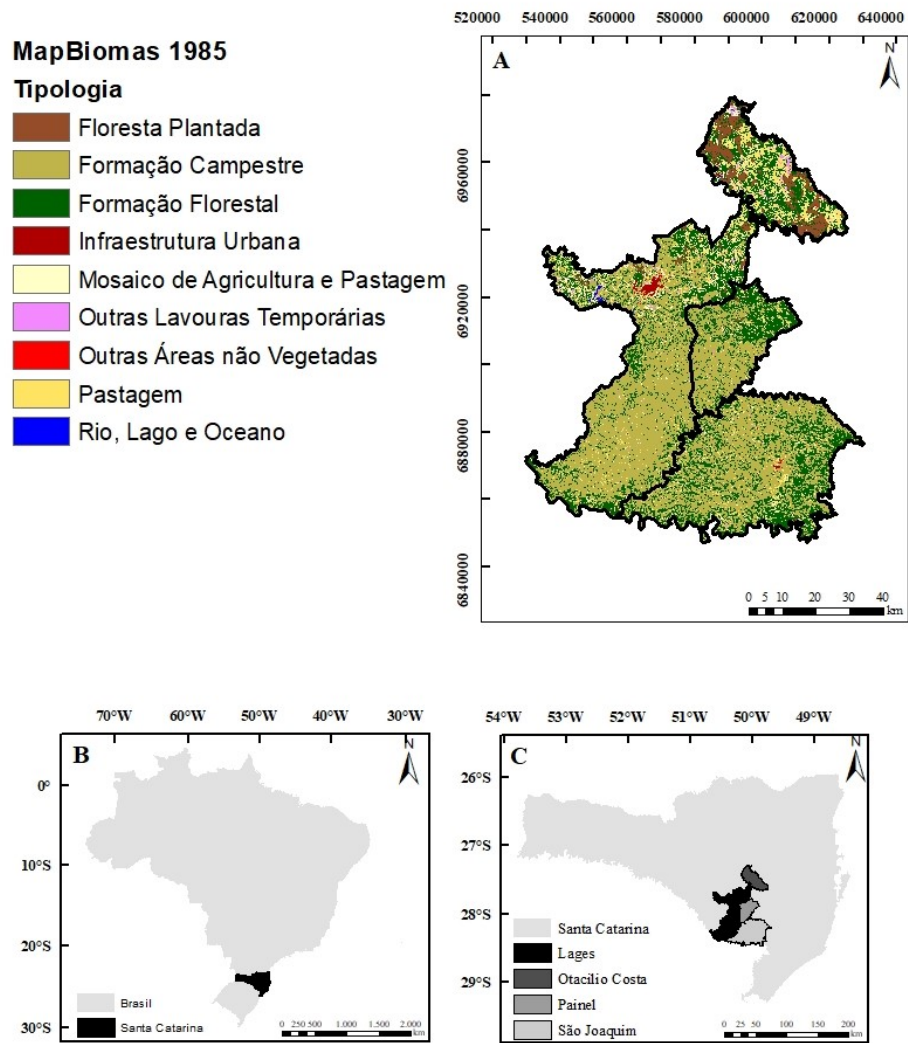 520000 540000 560000 580000 600000 620000 640000
MapBiomas 1985
Tipologia
Floresta Plantada
Formação Campestre
Formação Florestal
Infraestrutura Urbana
Mosaico de Agricultura e Pastagem
Outras Lavouras Temporárias
Outras Áreas não Vegetadas
Pastagem
Rio, Lago e Oceano
A
N
6960000
6920000
6880000
6840000
0 5 10 20 30 40
km
70°W 60°W 50°W 40°W 30°W
B
N
0°
10°S
20°S
30°S
Brasil
Santa Catarina
0 250 500 1.000 1.500 2.000
km
54°W 53°W 52°W 51°W 50°W 49°W
C
N
26°S
27°S
28°S
29°S
Santa Catarina
Lages
Otacílio Costa
Painel
São Joaquim
0 25 50 100 150 200
km